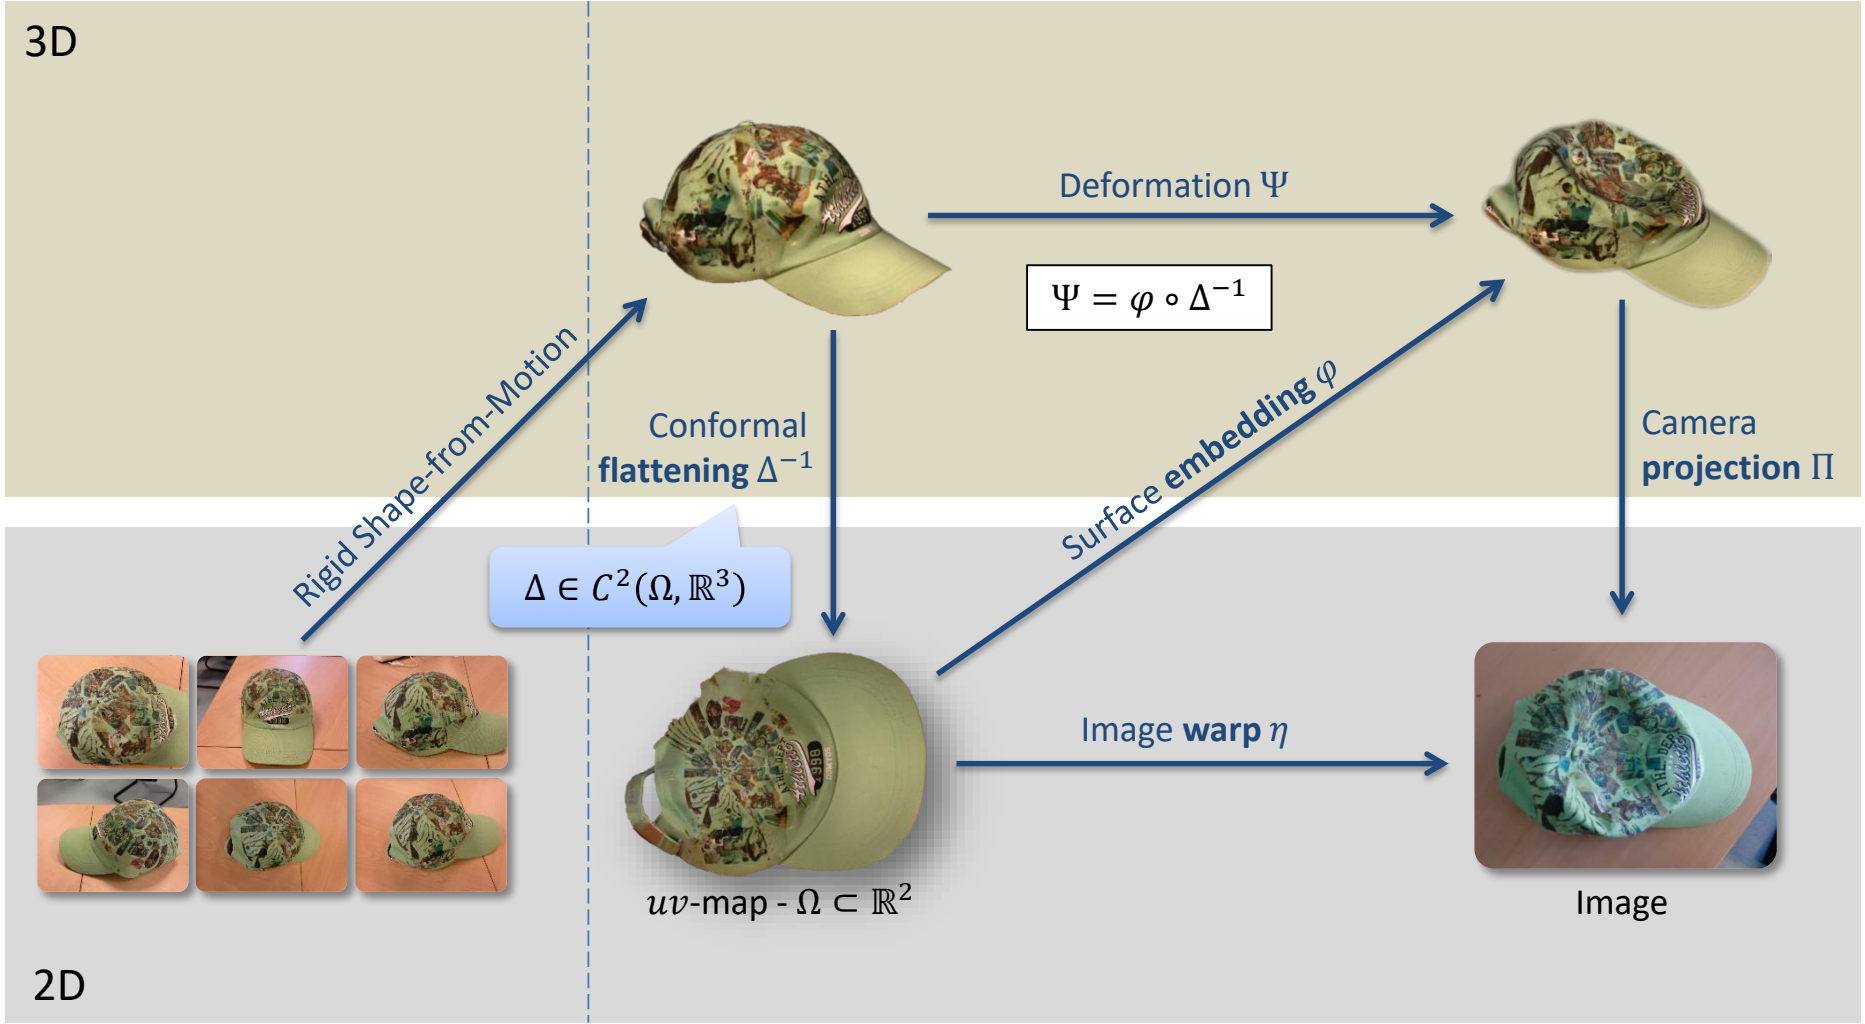 3D
Deformation Ψ
Ψ = φ ∘ Δ⁻¹
Rigid Shape-from-Motion
Conformal
flattening Δ⁻¹
Surface embedding φ
Camera
projection Π
Δ ∈ C²(Ω, ℝ³)
Image warp η
uv-map - Ω ⊂ ℝ²
Image
2D